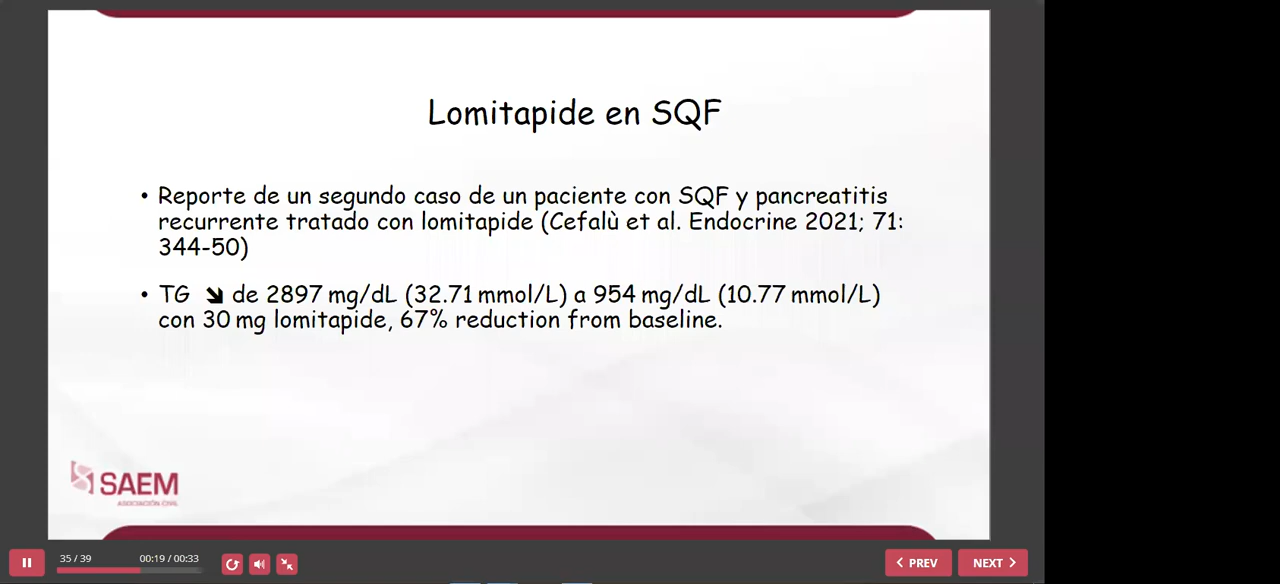 Lomitapide en SQF
• Reporte de un segundo caso de un paciente con SQF y pancreatitis
recurrente tratado con lomitapide (Cefalù et al. Endocrine 2021; 71:
344-50)
• TG ↘ de 2897 mg/dL (32.71 mmol/L) a 954 mg/dL (10.77 mmol/L)
con 30 mg lomitapide, 67% reduction from baseline.
SAEM
ASOCIACIÓN CIVIL
35 / 39
00:19 / 00:33
PREV
NEXT